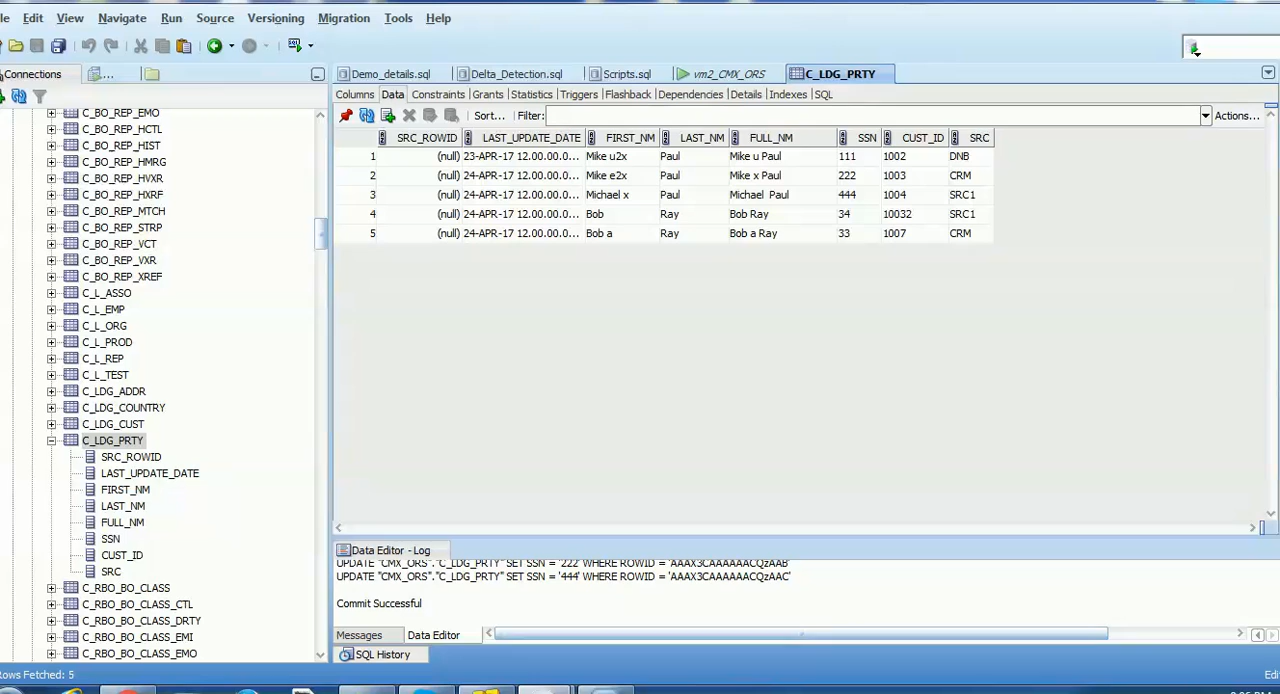 le Edit View Navigate Run Source Versioning Migration Tools Help
Connections
...
Demo_details.sql Delta_Detection.sql Scripts.sql vm2_CMX_ORS C_LDG_PRTY
Columns Data Constraints Grants Statistics Triggers Flashback Dependencies Details Indexes SQL
Sort... Filter: Actions...
SRC_ROWID LAST_UPDATE_DATE FIRST_NM LAST_NM FULL_NM SSN CUST_ID SRC
1 (null) 23-APR-17 12.00.00.0... Mike u2x Paul Mike u Paul 111 1002 DNB
2 (null) 24-APR-17 12.00.00.0... Mike e2x Paul Mike x Paul 222 1003 CRM
3 (null) 24-APR-17 12.00.00.0... Michael x Paul Michael Paul 444 1004 SRC1
4 (null) 24-APR-17 12.00.00.0... Bob Ray Bob Ray 34 10032 SRC1
5 (null) 24-APR-17 12.00.00.0... Bob a Ray Bob a Ray 33 1007 CRM
C_BO_REP_EMO
C_BO_REP_HCTL
C_BO_REP_HIST
C_BO_REP_HMRG
C_BO_REP_HVXR
C_BO_REP_HXRF
C_BO_REP_MTCH
C_BO_REP_STRP
C_BO_REP_VCT
C_BO_REP_VXR
C_BO_REP_XREF
C_L_ASSO
C_L_EMP
C_L_ORG
C_L_PROD
C_L_REP
C_L_TEST
C_LDG_ADDR
C_LDG_COUNTRY
C_LDG_CUST
C_LDG_PRTY
SRC_ROWID
LAST_UPDATE_DATE
FIRST_NM
LAST_NM
FULL_NM
SSN
CUST_ID
SRC
C_RBO_BO_CLASS
C_RBO_BO_CLASS_CTL
C_RBO_BO_CLASS_DRTY
C_RBO_BO_CLASS_EMI
C_RBO_BO_CLASS_EMO
Data Editor - Log
UPDATE "CMX_ORS"."C_LDG_PRTY" SET SSN = '222' WHERE ROWID = 'AAAX3CAAAAAACQzAAB'
UPDATE "CMX_ORS"."C_LDG_PRTY" SET SSN = '444' WHERE ROWID = 'AAAX3CAAAAAACQzAAC'
Commit Successful
Messages Data Editor
SQL History
Rows Fetched: 5 Edi